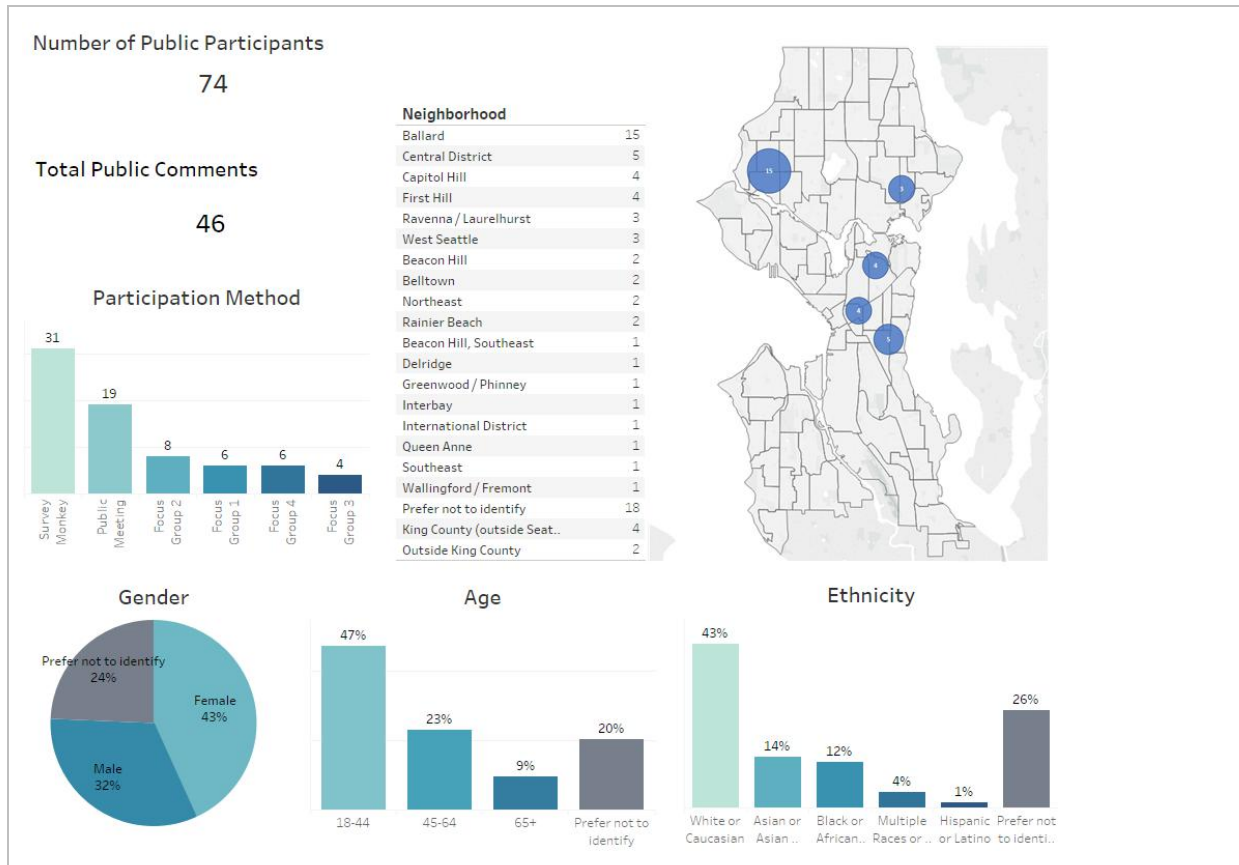 Number of Public Participants
74
Total Public Comments
46
Participation Method
31
19
8
6
6
4
Survey
Monkey
Public
Meeting
Focus
Group 2
Focus
Group 1
Focus
Group 4
Focus
Group 3
Neighborhood
Ballard 15
Central District 5
Capitol Hill 4
First Hill 4
Ravenna / Laurelhurst 3
West Seattle 3
Beacon Hill 2
Belltown 2
Northeast 2
Rainier Beach 2
Beacon Hill, Southeast 1
Delridge 1
Greenwood / Phinney 1
Interbay 1
International District 1
Queen Anne 1
Southeast 1
Wallingford / Fremont 1
Prefer not to identify 18
King County (outside Seat.. 4
Outside King County 2
15
3
4
4
5
Gender
Prefer not to identify
24%
Female
43%
Male
32%
Age
47%
23%
9%
20%
18-44
45-64
65+
Prefer not to
identify
Ethnicity
43%
14%
12%
4%
1%
26%
White or
Caucasian
Asian or
Asian ..
Black or
African..
Multiple
Races or ..
Hispanic
or Latino
Prefer not
to identi..